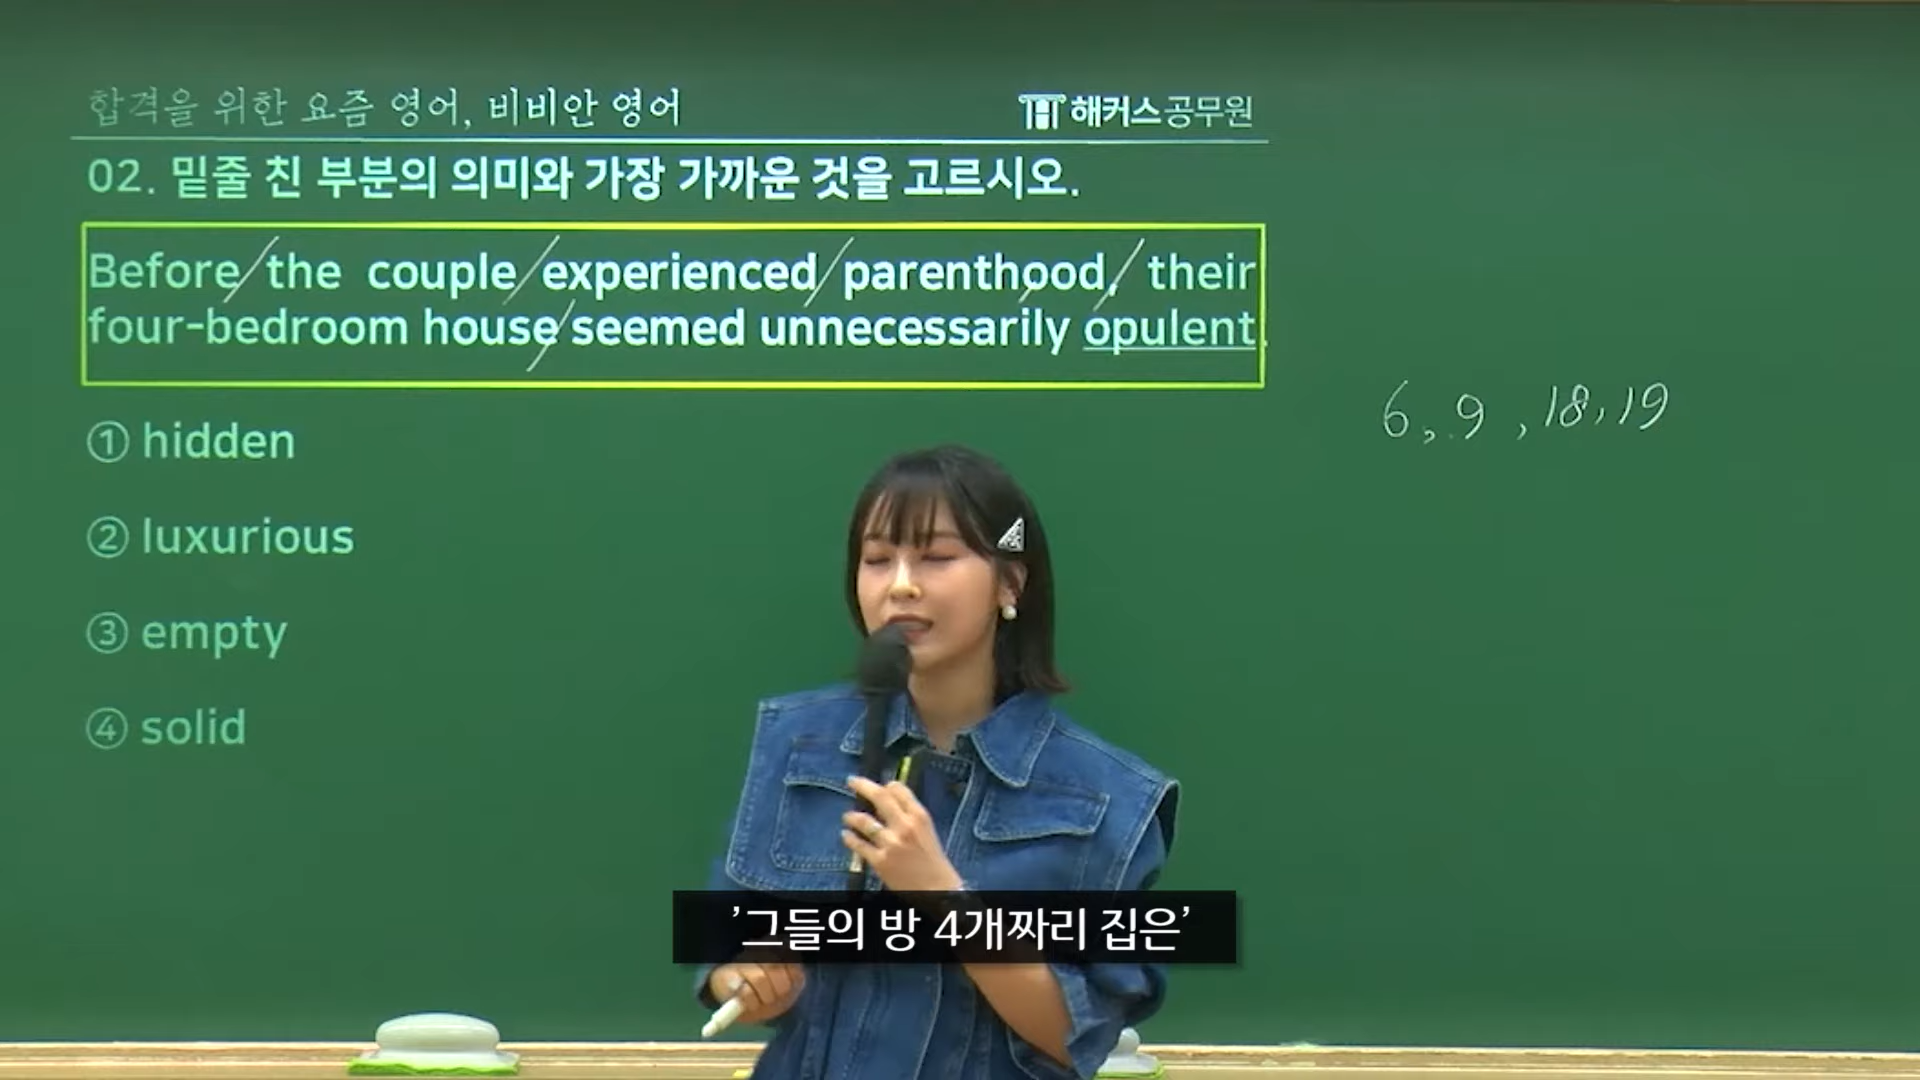 합격을 위한 요즘 영어, 비비안 영어
해커스공무원
02. 밑줄 친 부분의 의미와 가장 가까운 것을 고르시오.
Before the couple experienced parenthood, their
four-bedroom house seemed unnecessarily opulent.
① hidden
② luxurious
③ empty
④ solid
6, 9, 18, 19
'그들의 방 4개짜리 집은'